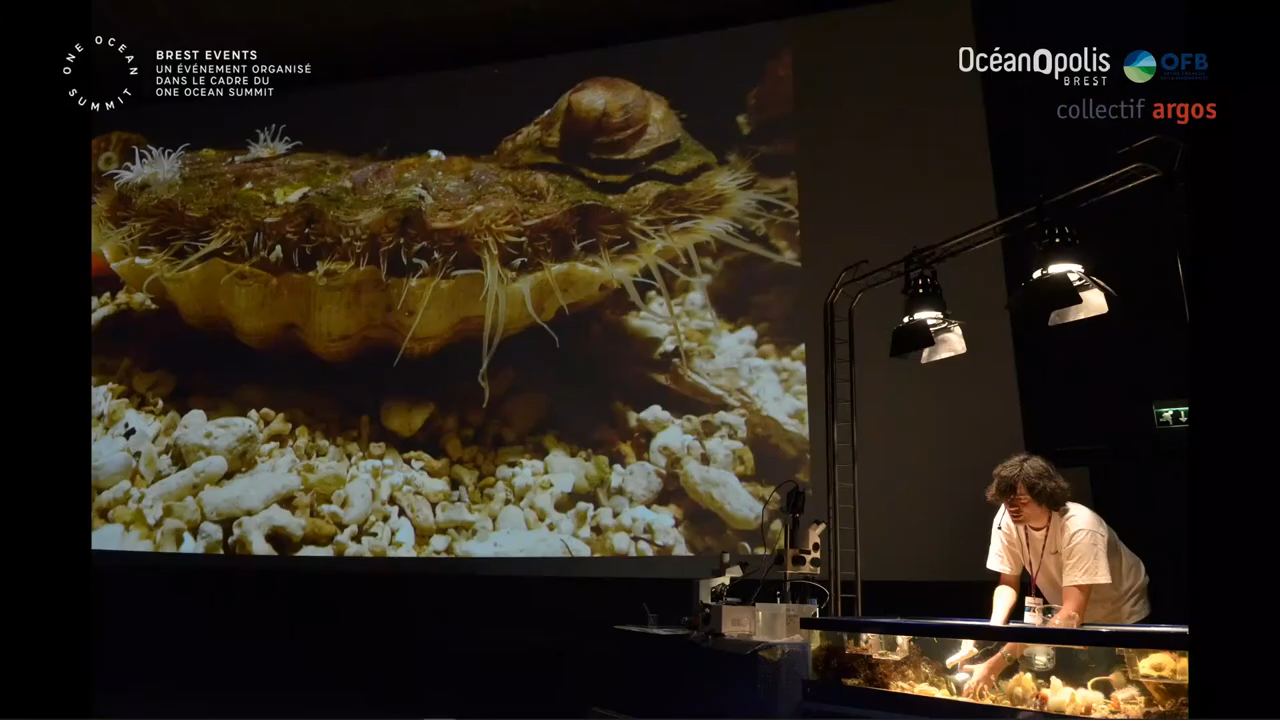 ONE OCEAN SUMMIT
BREST EVENTS
UN ÉVÉNEMENT ORGANISÉ
DANS LE CADRE DU
ONE OCEAN SUMMIT
OcéanOpolis
BREST
OFB
collectif argos